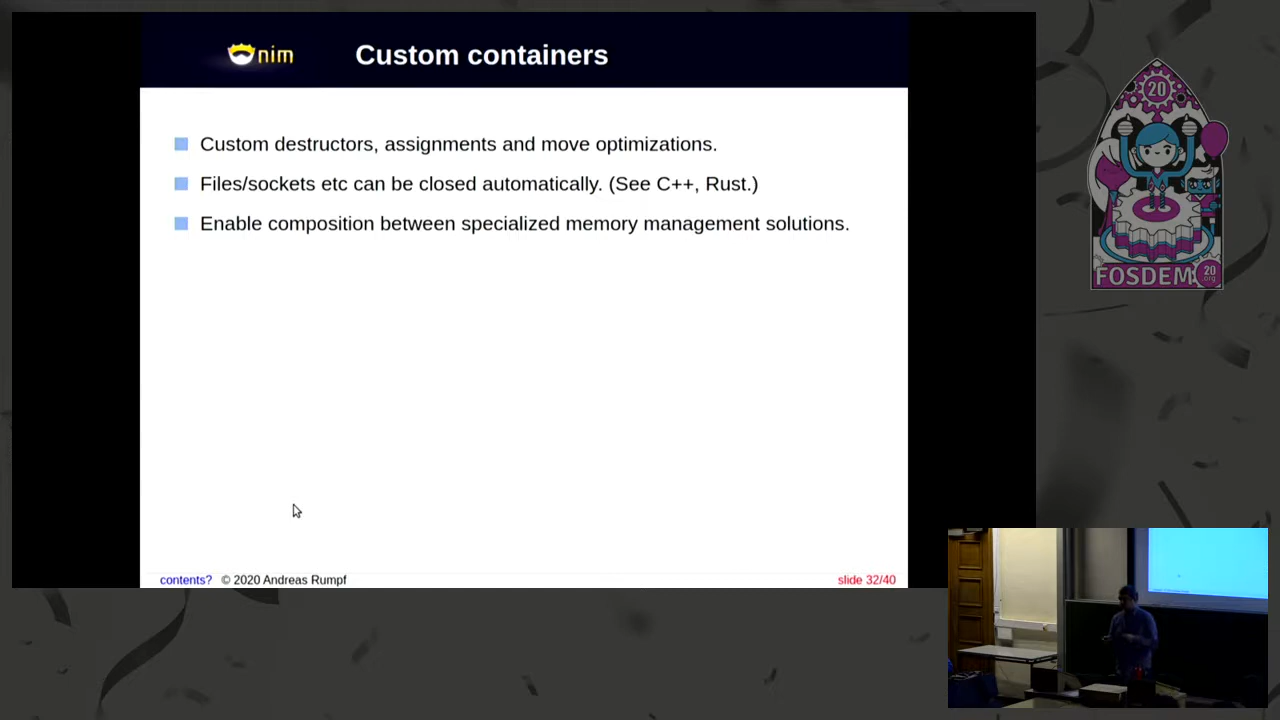 nim
Custom containers
Custom destructors, assignments and move optimizations.
Files/sockets etc can be closed automatically. (See C++, Rust.)
Enable composition between specialized memory management solutions.
contents? © 2020 Andreas Rumpf
slide 32/40
20
FOSDEM
20
.org